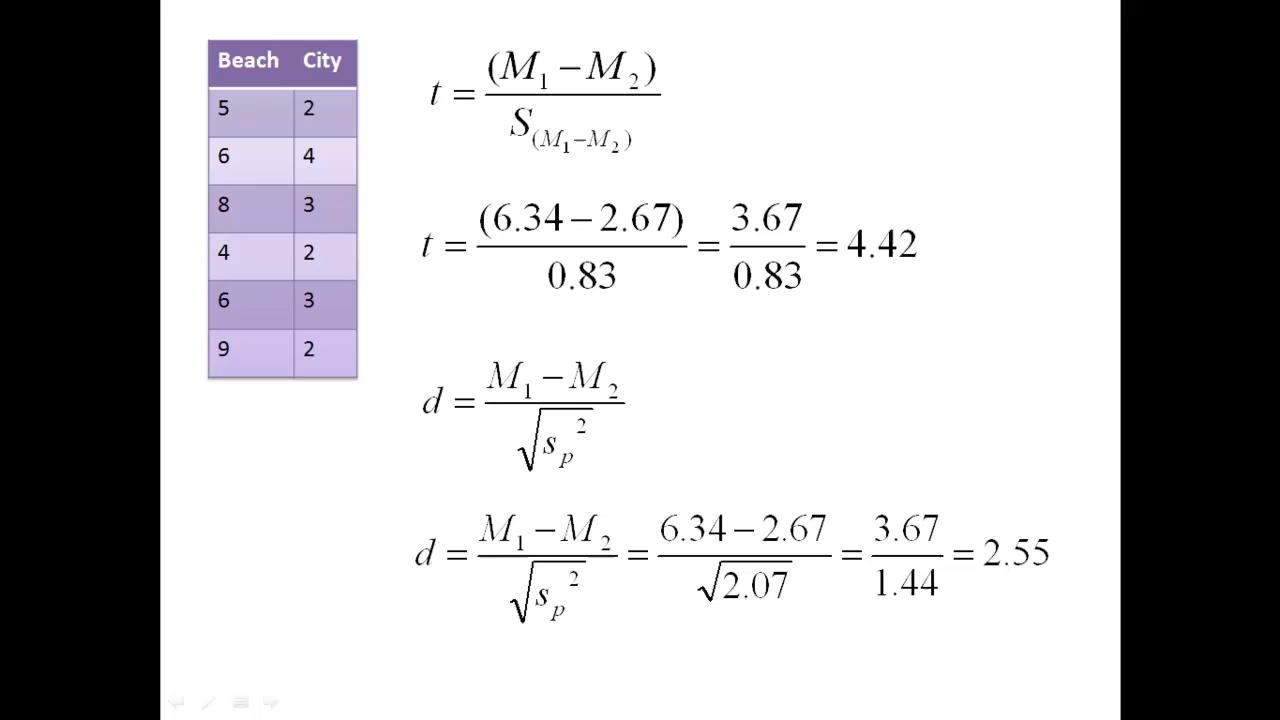 Beach City
5 2
6 4
8 3
4 2
6 3
9 2
t = (M₁ − M₂) / S₍M₁−M₂₎
t = (6.34 − 2.67) / 0.83 = 3.67 / 0.83 = 4.42
d = M₁ − M₂ / √sₚ²
d = M₁ − M₂ / √sₚ² = 6.34 − 2.67 / √2.07 = 3.67 / 1.44 = 2.55